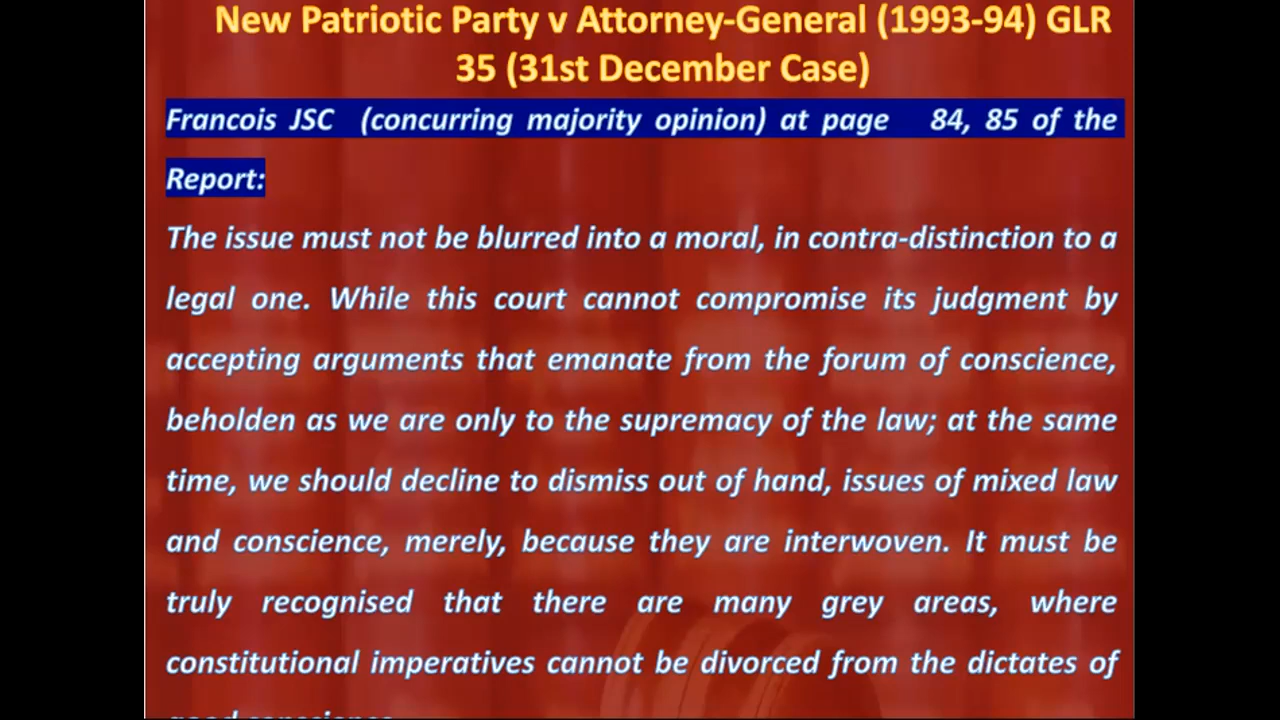 New Patriotic Party v Attorney-General (1993-94) GLR
35 (31st December Case)
Francois JSC (concurring majority opinion) at page 84, 85 of the
Report:
The issue must not be blurred into a moral, in contra-distinction to a
legal one. While this court cannot compromise its judgment by
accepting arguments that emanate from the forum of conscience,
beholden as we are only to the supremacy of the law; at the same
time, we should decline to dismiss out of hand, issues of mixed law
and conscience, merely, because they are interwoven. It must be
truly recognised that there are many grey areas, where
constitutional imperatives cannot be divorced from the dictates of